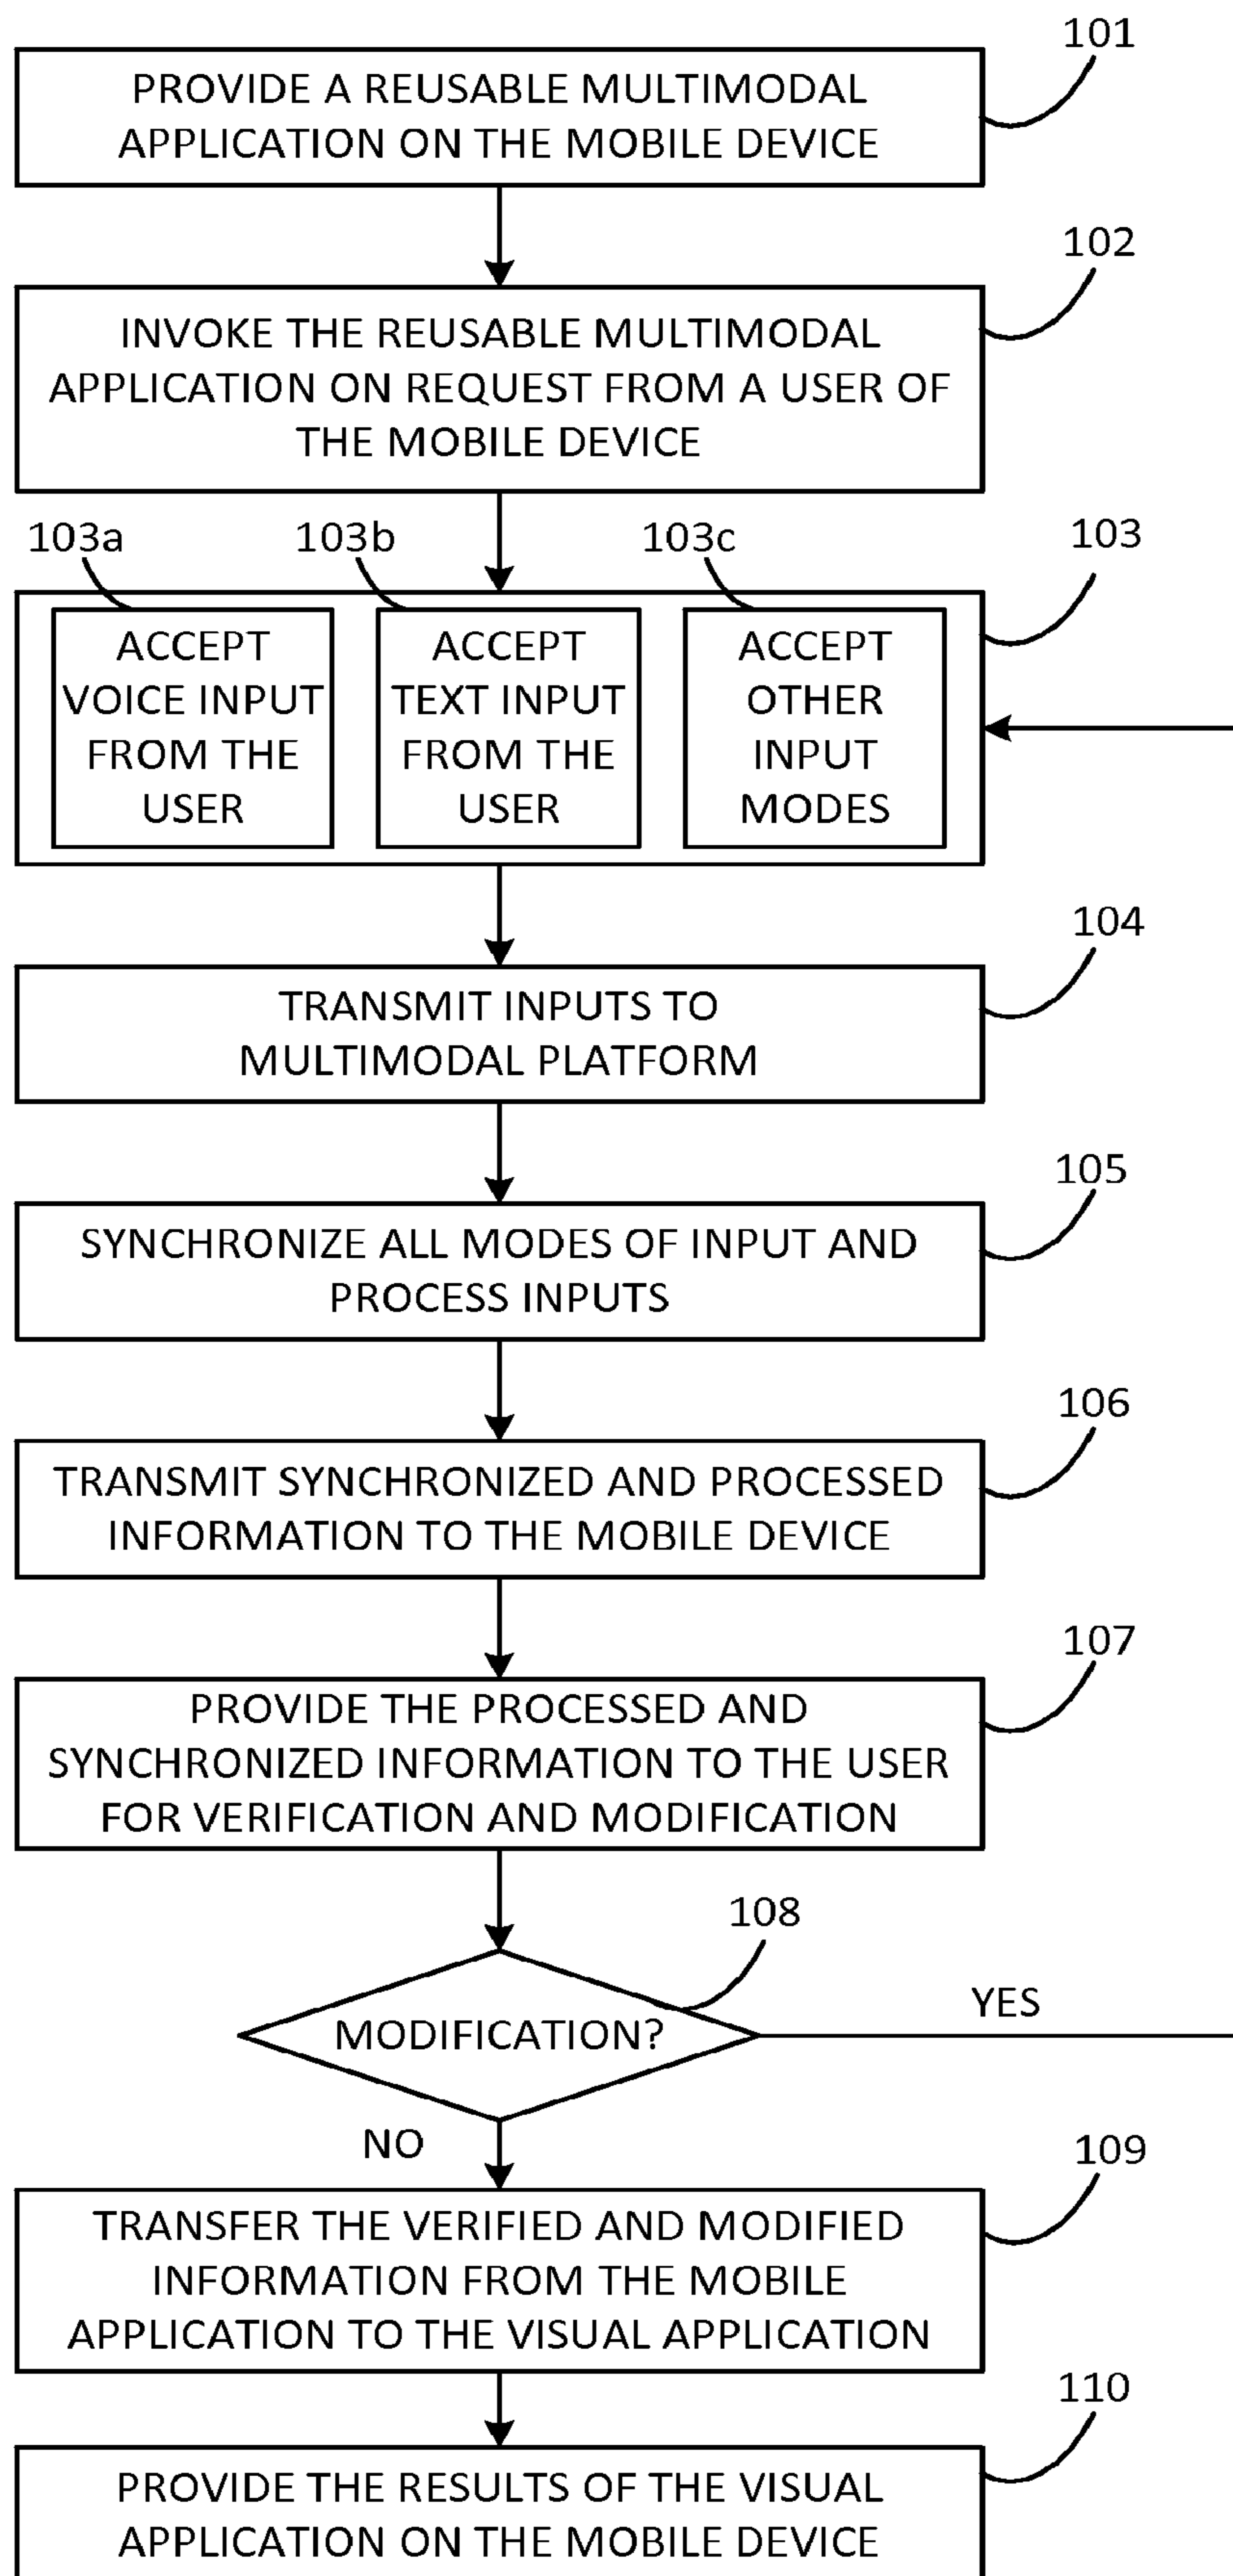 101
PROVIDE A REUSABLE MULTIMODAL
APPLICATION ON THE MOBILE DEVICE
102
INVOKE THE REUSABLE MULTIMODAL
APPLICATION ON REQUEST FROM A USER OF
THE MOBILE DEVICE
103a
103b
103c
103
ACCEPT
VOICE INPUT
FROM THE
USER
ACCEPT
TEXT INPUT
FROM THE
USER
ACCEPT
OTHER
INPUT
MODES
104
TRANSMIT INPUTS TO
MULTIMODAL PLATFORM
105
SYNCHRONIZE ALL MODES OF INPUT AND
PROCESS INPUTS
106
TRANSMIT SYNCHRONIZED AND PROCESSED
INFORMATION TO THE MOBILE DEVICE
107
PROVIDE THE PROCESSED AND
SYNCHRONIZED INFORMATION TO THE USER
FOR VERIFICATION AND MODIFICATION
108
MODIFICATION?
YES
NO
109
TRANSFER THE VERIFIED AND MODIFIED
INFORMATION FROM THE MOBILE
APPLICATION TO THE VISUAL APPLICATION
110
PROVIDE THE RESULTS OF THE VISUAL
APPLICATION ON THE MOBILE DEVICE